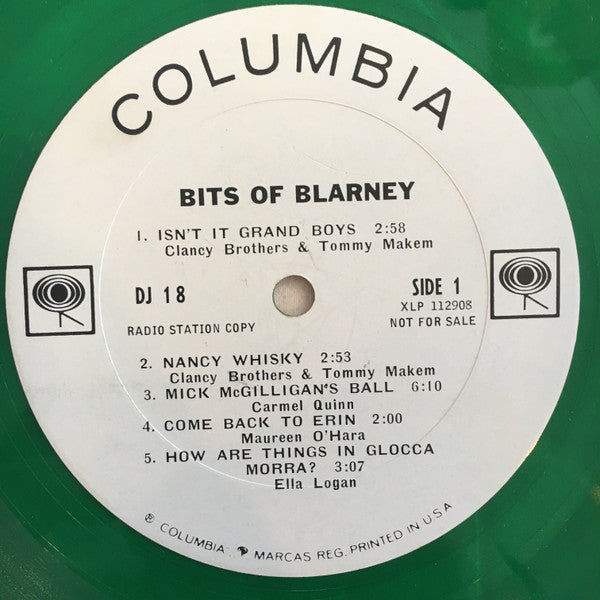 COLUMBIA
BITS OF BLARNEY
1. ISN'T IT GRAND BOYS 2:58
Clancy Brothers & Tommy Makem
DJ 18
SIDE 1
XLP 112908
RADIO STATION COPY
NOT FOR SALE
2. NANCY WHISKY 2:53
Clancy Brothers & Tommy Makem
3. MICK McGILLIGAN'S BALL 6:10
Carmel Quinn
4. COME BACK TO ERIN 2:00
Maureen O'Hara
5. HOW ARE THINGS IN GLOCCA
MORRA? 3:07
Ella Logan
® COLUMBIA MARCAS REG. PRINTED IN U.S.A